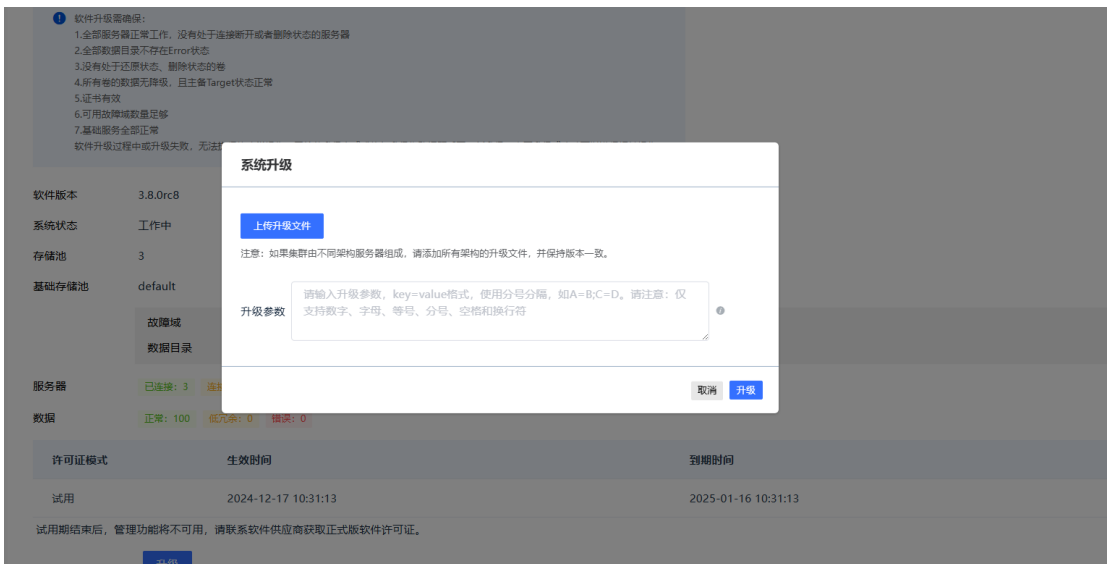 软件升级需确保：
1.全部服务器正常工作，没有处于连接断开或者删除状态的服务器
2.全部数据目录不存在Error状态
3.没有处于还原状态、删除状态的卷
4.所有卷的数据无降级，且主备Target状态正常
5.证书有效
6.可用故障域数量足够
7.基础服务全部正常
软件升级过程中或升级失败，无法
系统升级
软件版本 3.8.0rc8
上传升级文件
系统状态 工作中
注意：如果集群由不同架构服务器组成，请添加所有架构的升级文件，并保持版本一致。
存储池 3
基础存储池 default
请输入升级参数，key=value格式，使用分号分隔，如A=B;C=D。请注意：仅
升级参数 支持数字、字母、等号、分号、空格和换行符
故障域
数据目录
服务器 已连接：3
取消 升级
数据 正常：100 低冗余：0 错误：0
许可证模式 生效时间 到期时间
试用 2024-12-17 10:31:13 2025-01-16 10:31:13
试用期结束后，管理功能将不可用，请联系软件供应商获取正式版软件许可证。
升级